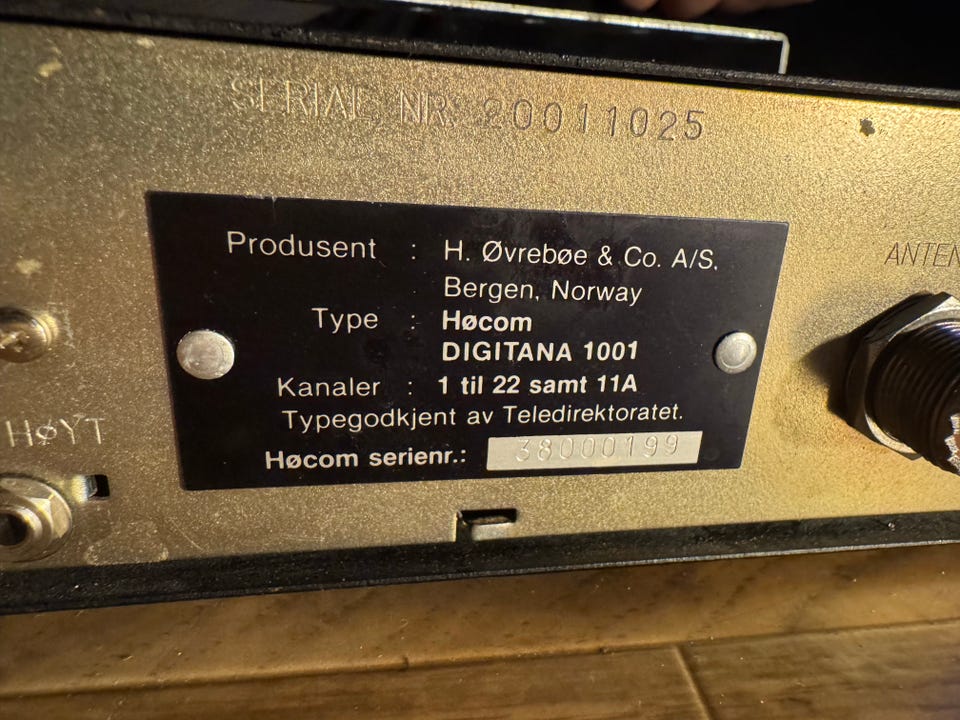 SERIAL NR. 20011025
Produsent : H. Øvrebøe & Co. A/S,
Bergen, Norway
Type : Høcom
DIGITANA 1001
Kanaler : 1 til 22 samt 11A
Typegodkjent av Teledirektoratet.
Høcom serienr.: 38000199
HØYT
ANTEN